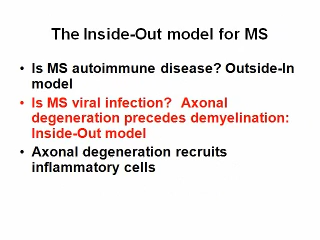 The Inside-Out model for MS
• Is MS autoimmune disease? Outside-In
model
• Is MS viral infection? Axonal
degeneration precedes demyelination:
Inside-Out model
• Axonal degeneration recruits
inflammatory cells